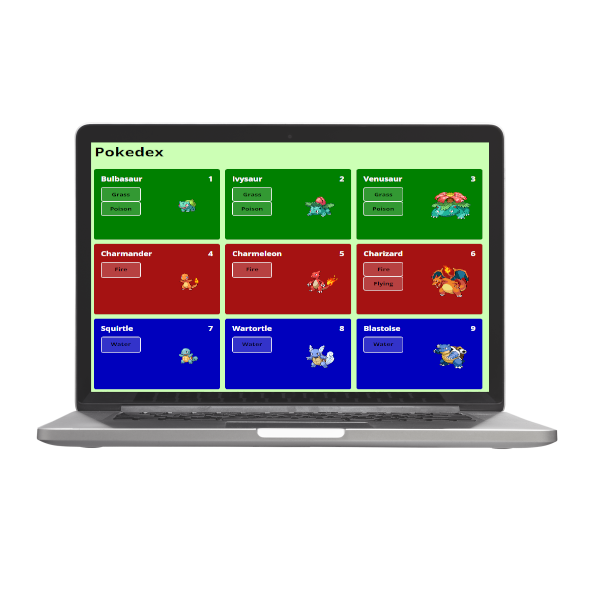 Pokedex
Bulbasaur 1
Grass
Poison
Ivysaur 2
Grass
Poison
Venusaur 3
Grass
Poison
Charmander 4
Fire
Charmeleon 5
Fire
Charizard 6
Fire
Flying
Squirtle 7
Water
Wartortle 8
Water
Blastoise 9
Water